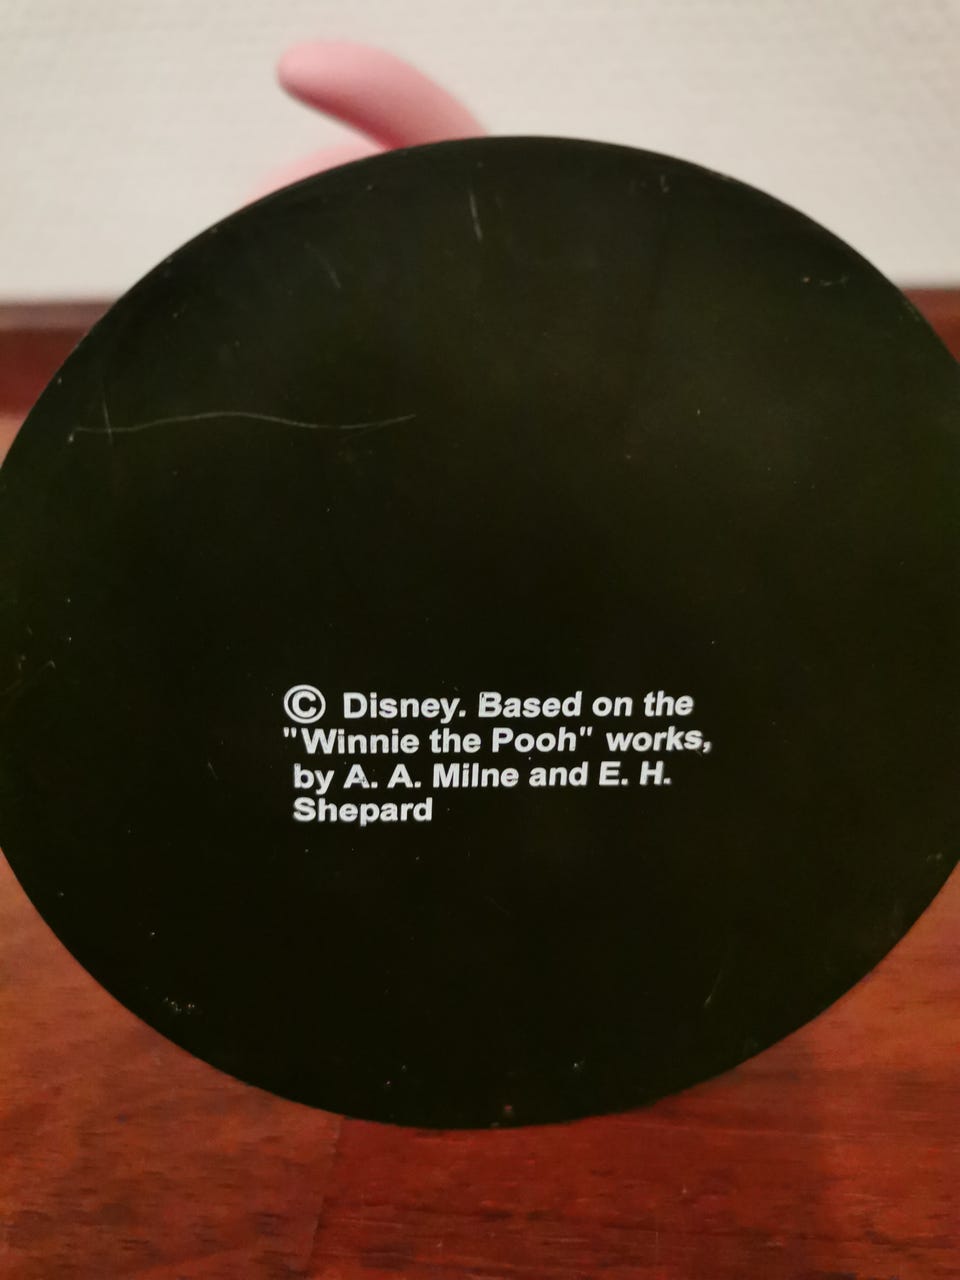 © Disney. Based on the
"Winnie the Pooh" works,
by A. A. Milne and E. H.
Shepard